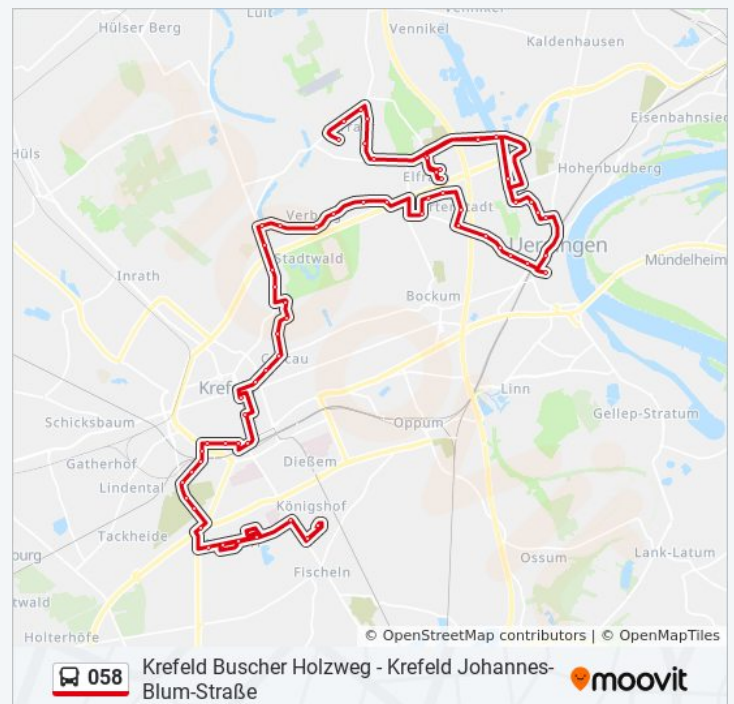 Luit
Vennikel
Hülser Berg
Vennikel
Kaldenhausen
Eisenbahnsied
Hüls
Elfr
Hohenbudberg
Verb
rtenstadt
Stadtwald
Uerdingen
Mündelheim
Inrath
Bockum
Cracau
Krefe
Linn
Schicksbaum
Gellep-Stratum
Oppum
Gatherhof
Dießem
Lindental
Königshof
Tackheide
burg
Ossum
Lank-Latum
Fischeln
twald
Holterhöfe
© OpenStreetMap contributors | © OpenMapTiles
058 Krefeld Buscher Holzweg - Krefeld Johannes-
Blum-Straße
moovit